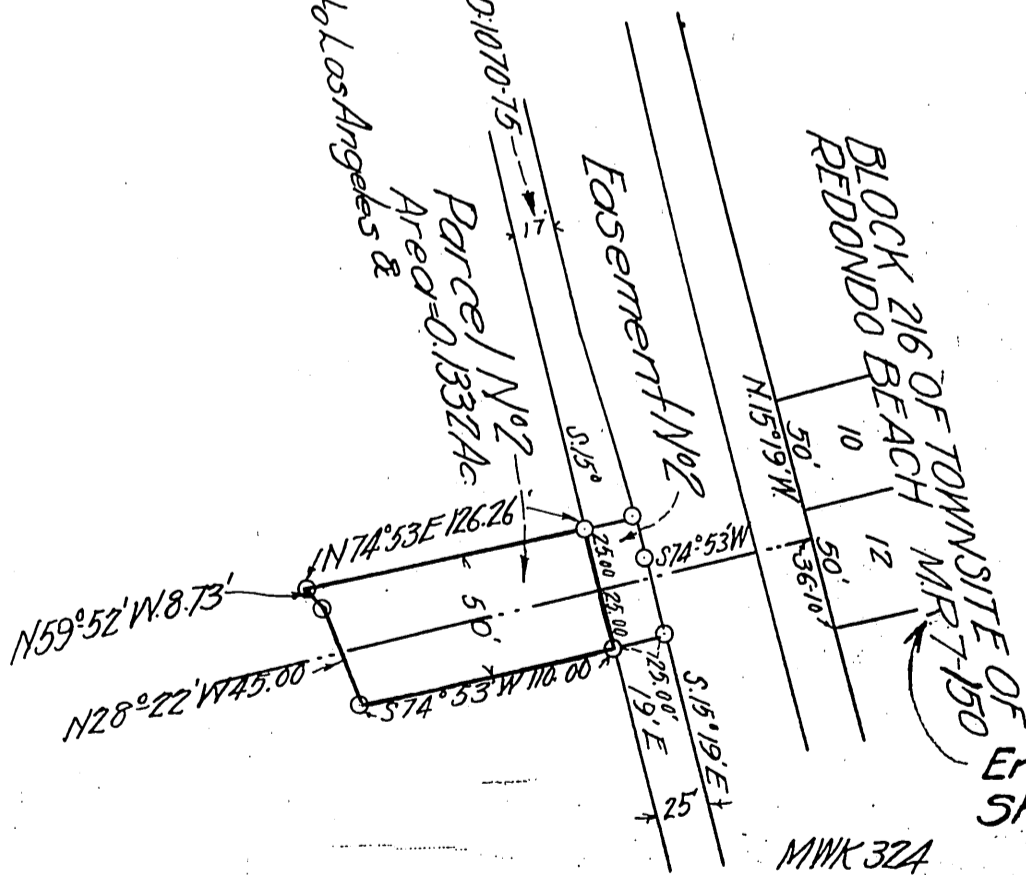 BLOCK 216 OF TOWNSITE OF
REDONDO BEACH M.R.7-150
10
12
50'
50'
36.10'
N.15°19'W.
Easement No2
0-1070-75
17
Los Angeles &
Parcel No2
Area=0.1332Ac.
S.15°
19'E
N74°53E 126.26'
25.00
25.00
S74°53'W
50'
N59°52'W.8.73'
N28°22'W45.00
S74°53'W 110.00'
25.00'
S.15°19'E
25
MWK 324